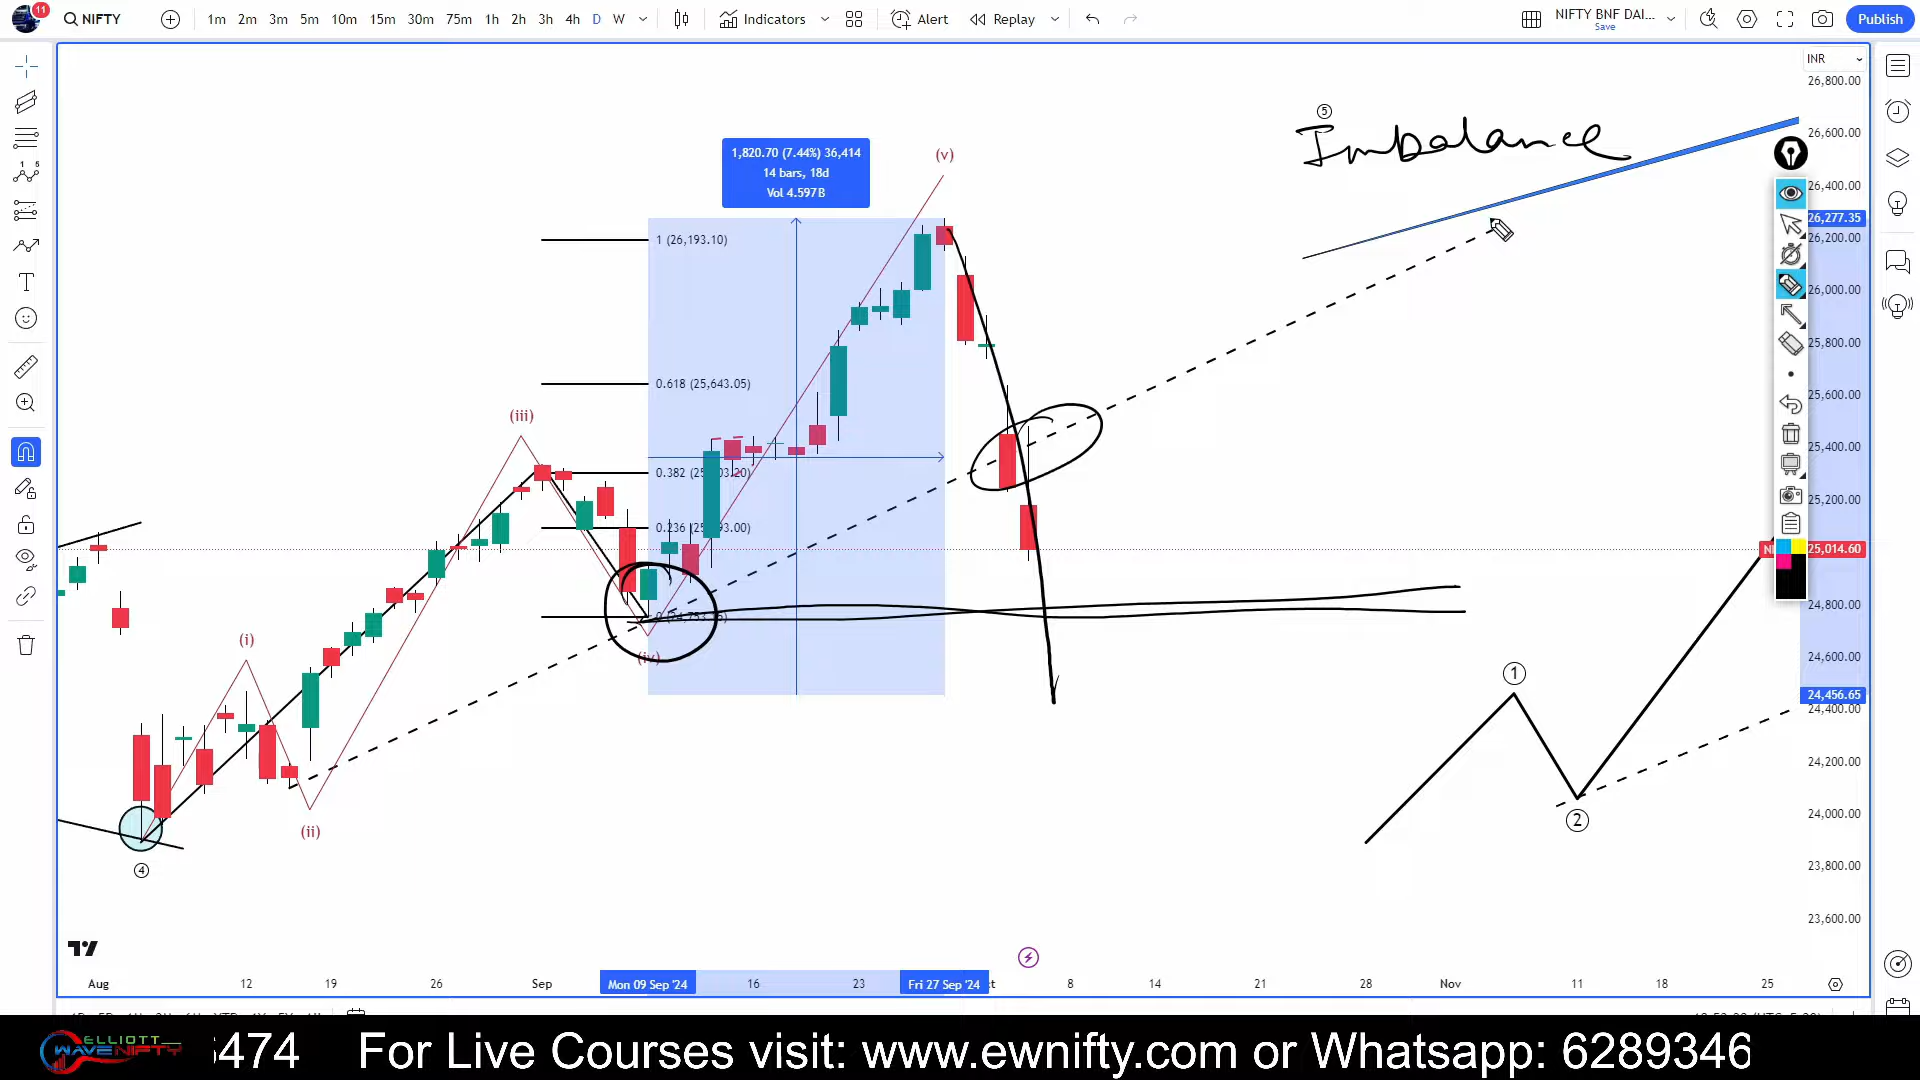 11
NIFTY
1m 2m 3m 5m 10m 15m 30m 75m 1h 2h 3h 4h D W
Indicators
Alert
Replay
NIFTY BNF DAI...
Save
Publish
INR
26,800.00
26,600.00
26,400.00
26,277.35
26,200.00
26,000.00
25,800.00
25,600.00
25,400.00
25,200.00
25,014.60
24,800.00
24,600.00
24,456.65
24,400.00
24,200.00
24,000.00
23,800.00
23,600.00
5
Imbalance
1,820.70 (7.44%) 36,414
14 bars, 18d
Vol 4.597B
(v)
1 (26,193.10)
0.618 (25,643.05)
(iii)
0.236
(i)
(iv)
(ii)
4
1
2
Aug 12 19 26 Sep Mon 09 Sep '24 16 23 Fri 27 Sep '24 8 14 21 28 Nov 11 18 25
ELLIOTT
WAVE NIFTY
474 For Live Courses visit: www.ewnifty.com or Whatsapp: 6289346